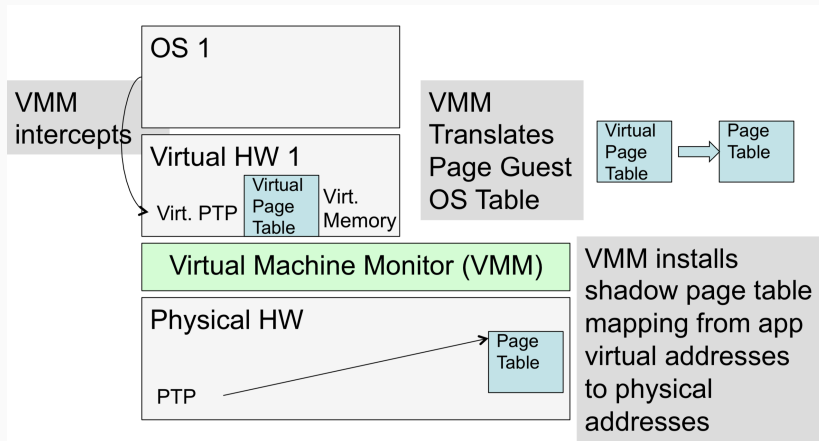 OS 1
VMM
intercepts
Virtual HW 1
Virt. PTP
Virtual
Page
Table
Virt.
Memory
VMM
Translates
Page Guest
OS Table
Virtual
Page
Table
Page
Table
Virtual Machine Monitor (VMM)
Physical HW
PTP
Page
Table
VMM installs
shadow page table
mapping from app
virtual addresses
to physical
addresses